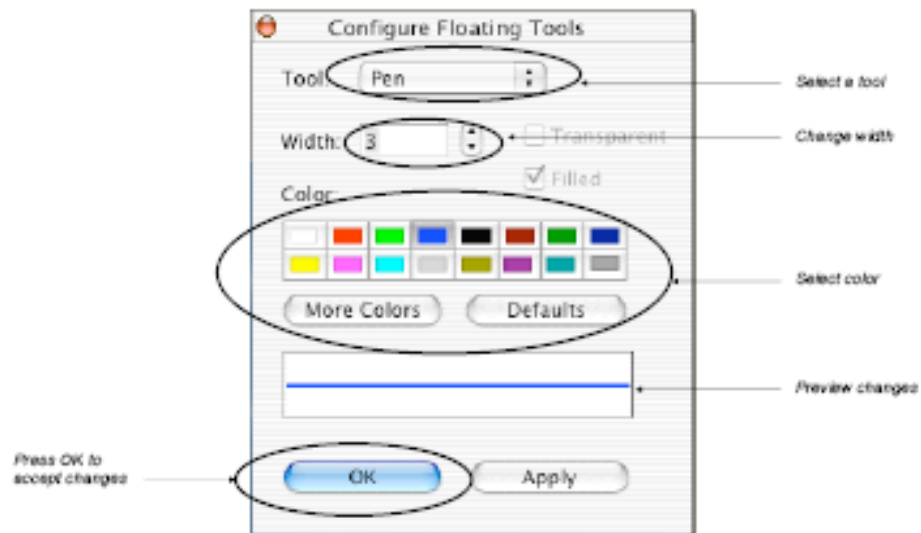 Configure Floating Tools
Tool: Pen
Select a tool
Width: 3
Transparent
Change width
Filled
Color:
Select color
More Colors
Defaults
Preview changes
Press OK to
accept changes
OK
Apply